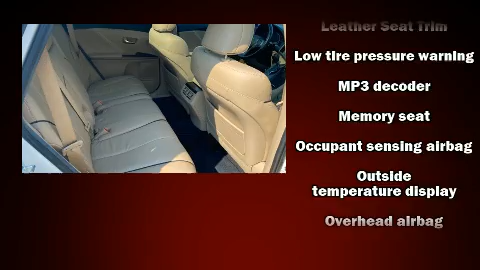 Leather Seat Trim
Low tire pressure warning
MP3 decoder
Memory seat
Occupant sensing airbag
Outside
temperature display
Overhead airbag